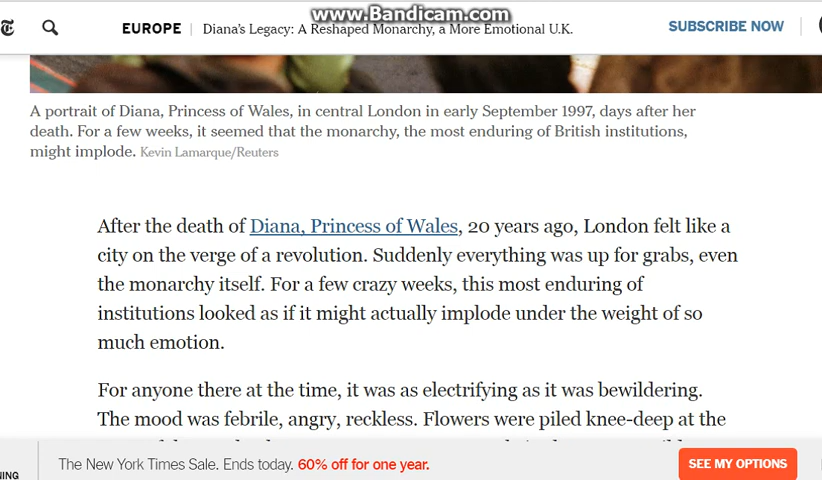 www.Bandicam.com
EUROPE | Diana's Legacy: A Reshaped Monarchy, a More Emotional U.K.
SUBSCRIBE NOW
A portrait of Diana, Princess of Wales, in central London in early September 1997, days after her
death. For a few weeks, it seemed that the monarchy, the most enduring of British institutions,
might implode. Kevin Lamarque/Reuters
After the death of Diana, Princess of Wales, 20 years ago, London felt like a
city on the verge of a revolution. Suddenly everything was up for grabs, even
the monarchy itself. For a few crazy weeks, this most enduring of
institutions looked as if it might actually implode under the weight of so
much emotion.
For anyone there at the time, it was as electrifying as it was bewildering.
The mood was febrile, angry, reckless. Flowers were piled knee-deep at the
The New York Times Sale. Ends today. 60% off for one year.
SEE MY OPTIONS